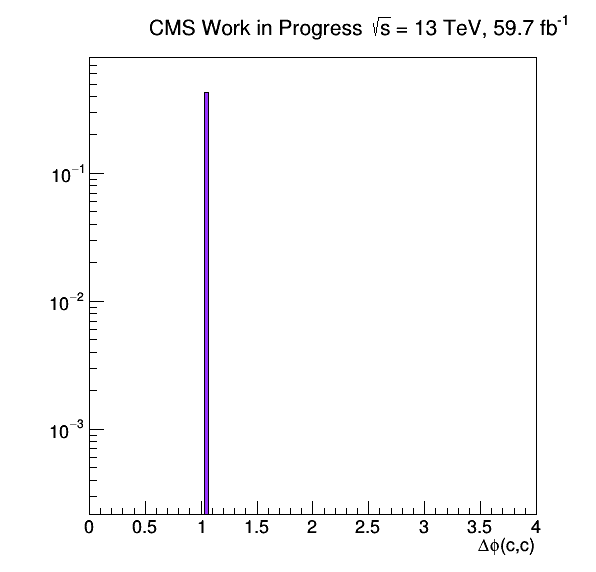 CMS Work in Progress √s = 13 TeV, 59.7 fb⁻¹
10⁻¹
10⁻²
10⁻³
0 0.5 1 1.5 2 2.5 3 3.5 4
Δϕ(c,c)